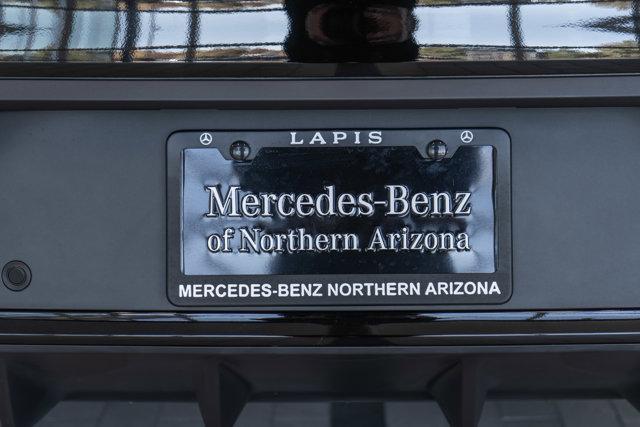 LAPIS
Mercedes-Benz
of Northern Arizona
MERCEDES-BENZ NORTHERN ARIZONA